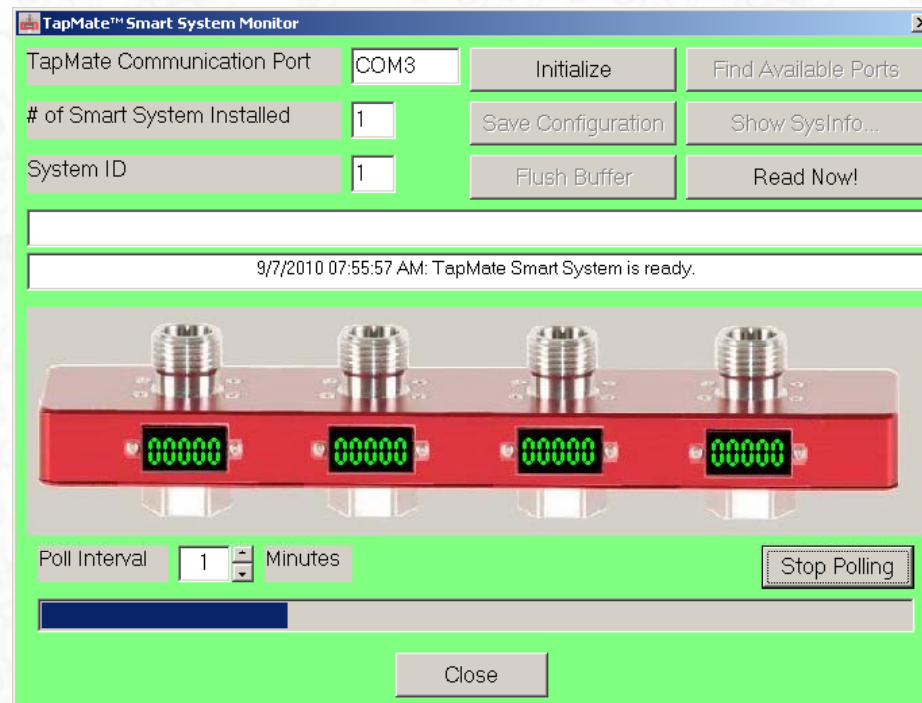 TapMate™ Smart System Monitor
TapMate Communication Port COM3 Initialize Find Available Ports
# of Smart System Installed 1 Save Configuration Show SysInfo...
System ID 1 Flush Buffer Read Now!
9/7/2010 07:55:57 AM: TapMate Smart System is ready.
00000 00000 00000 00000
Poll Interval 1 Minutes Stop Polling
Close